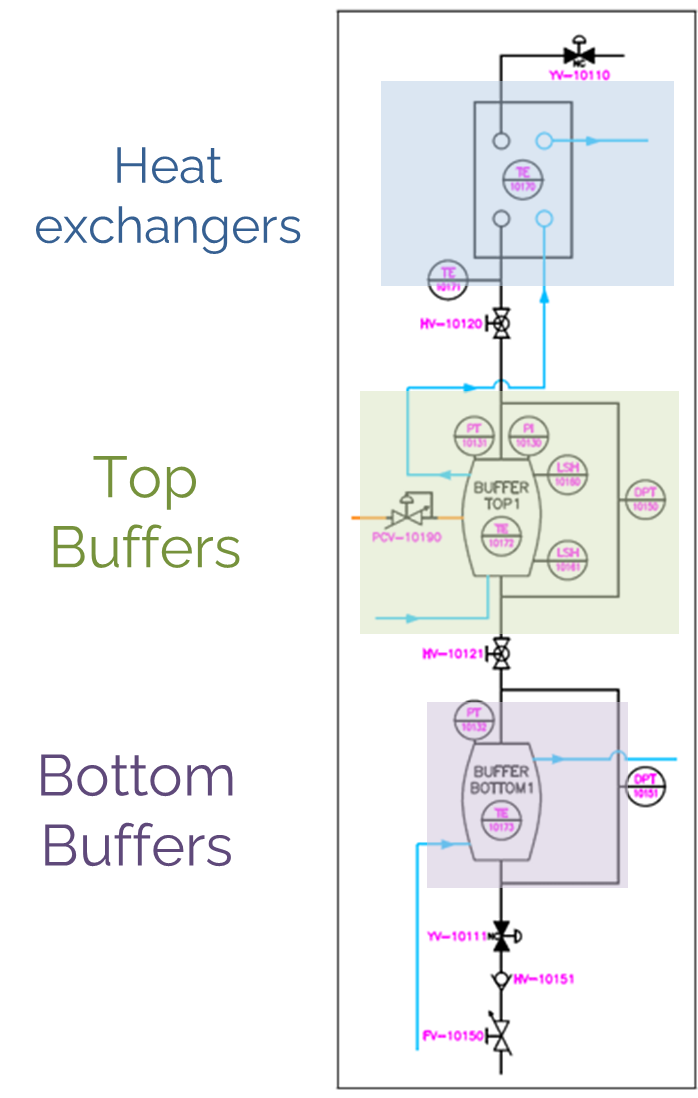 YV-10110
NC
Heat
exchangers
TE
10170
TE
10171
HV-10120
Top
Buffers
PT
10131
PI
10130
LSH
10160
BUFFER
TOP1
DPT
10150
TE
10172
PCV-10190
LSH
10161
HV-10121
Bottom
Buffers
PT
10132
BUFFER
BOTTOM1
DPT
10151
TE
10173
YV-10111
NC
HV-10151
FV-10150